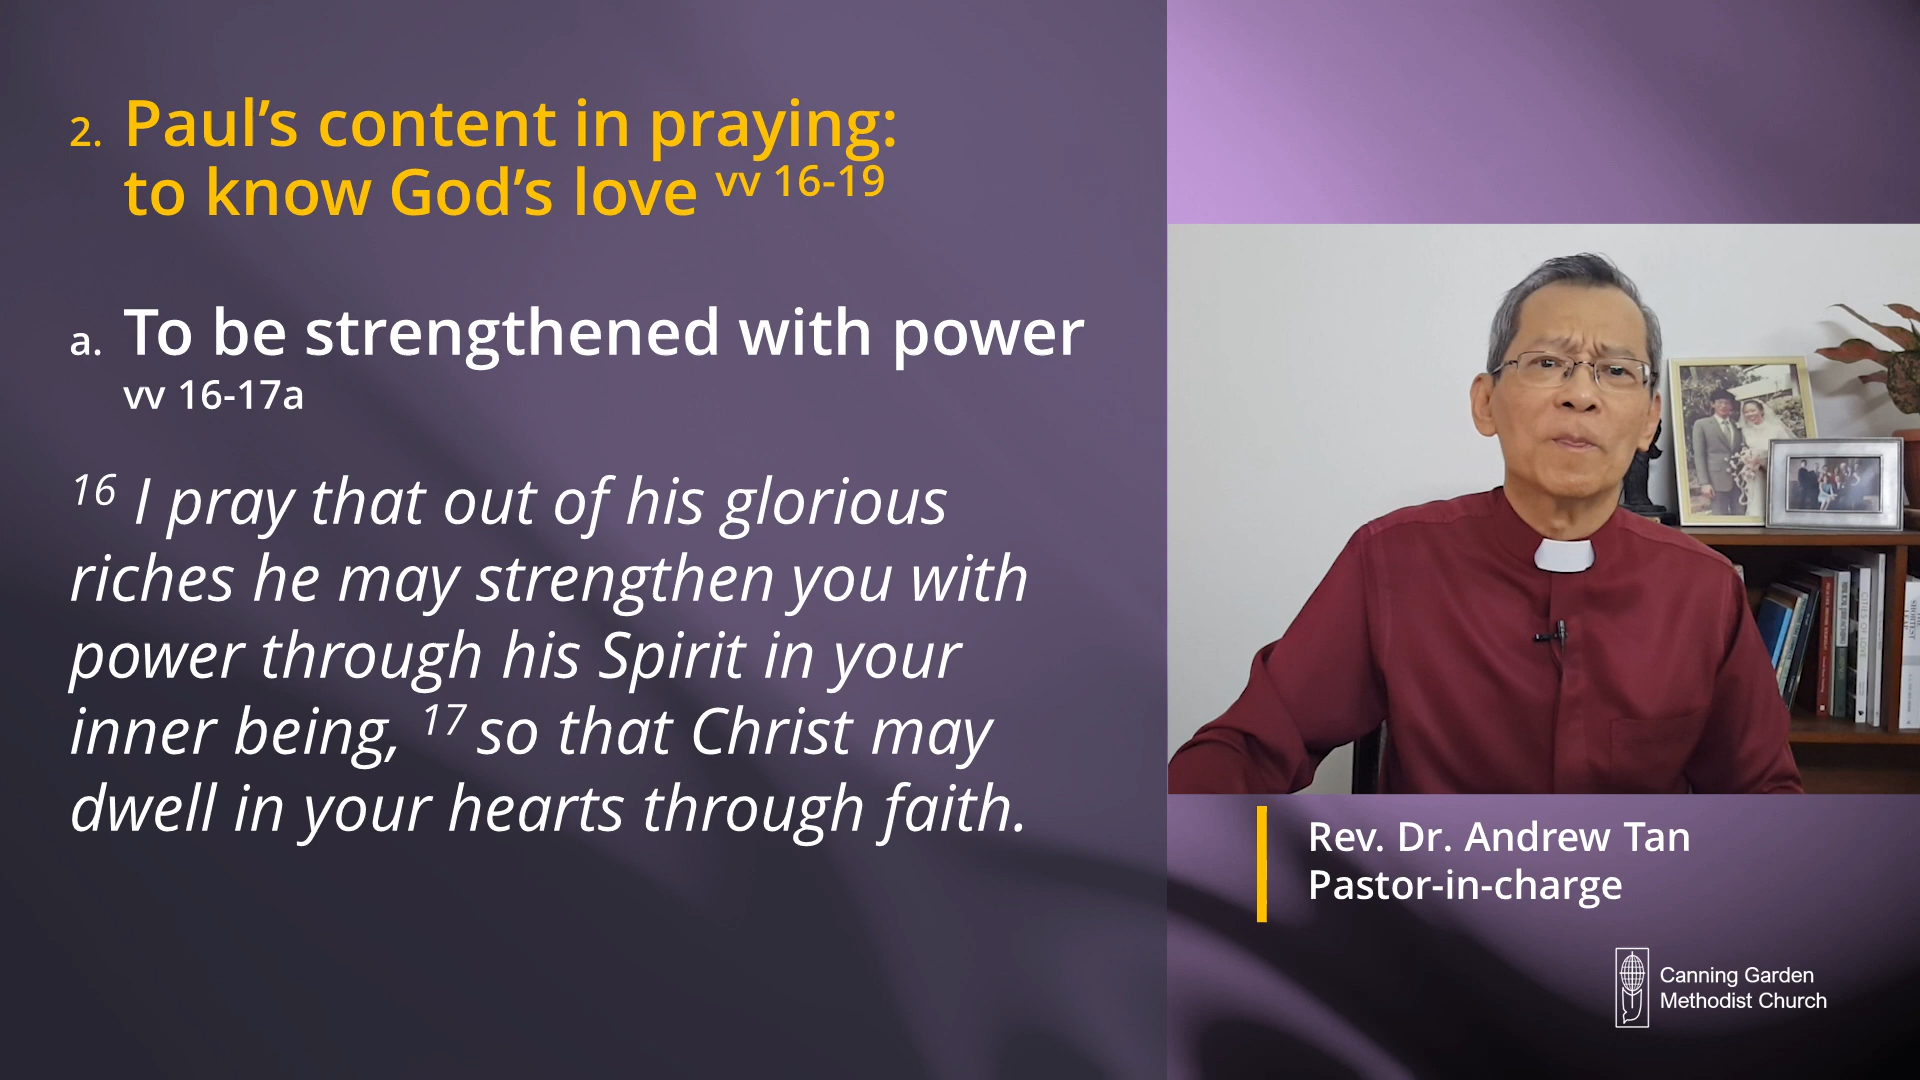 2. Paul’s content in praying:
to know God’s love vv 16-19
a. To be strengthened with power
vv 16-17a
16 I pray that out of his glorious
riches he may strengthen you with
power through his Spirit in your
inner being, 17 so that Christ may
dwell in your hearts through faith.
Rev. Dr. Andrew Tan
Pastor-in-charge
Canning Garden
Methodist Church